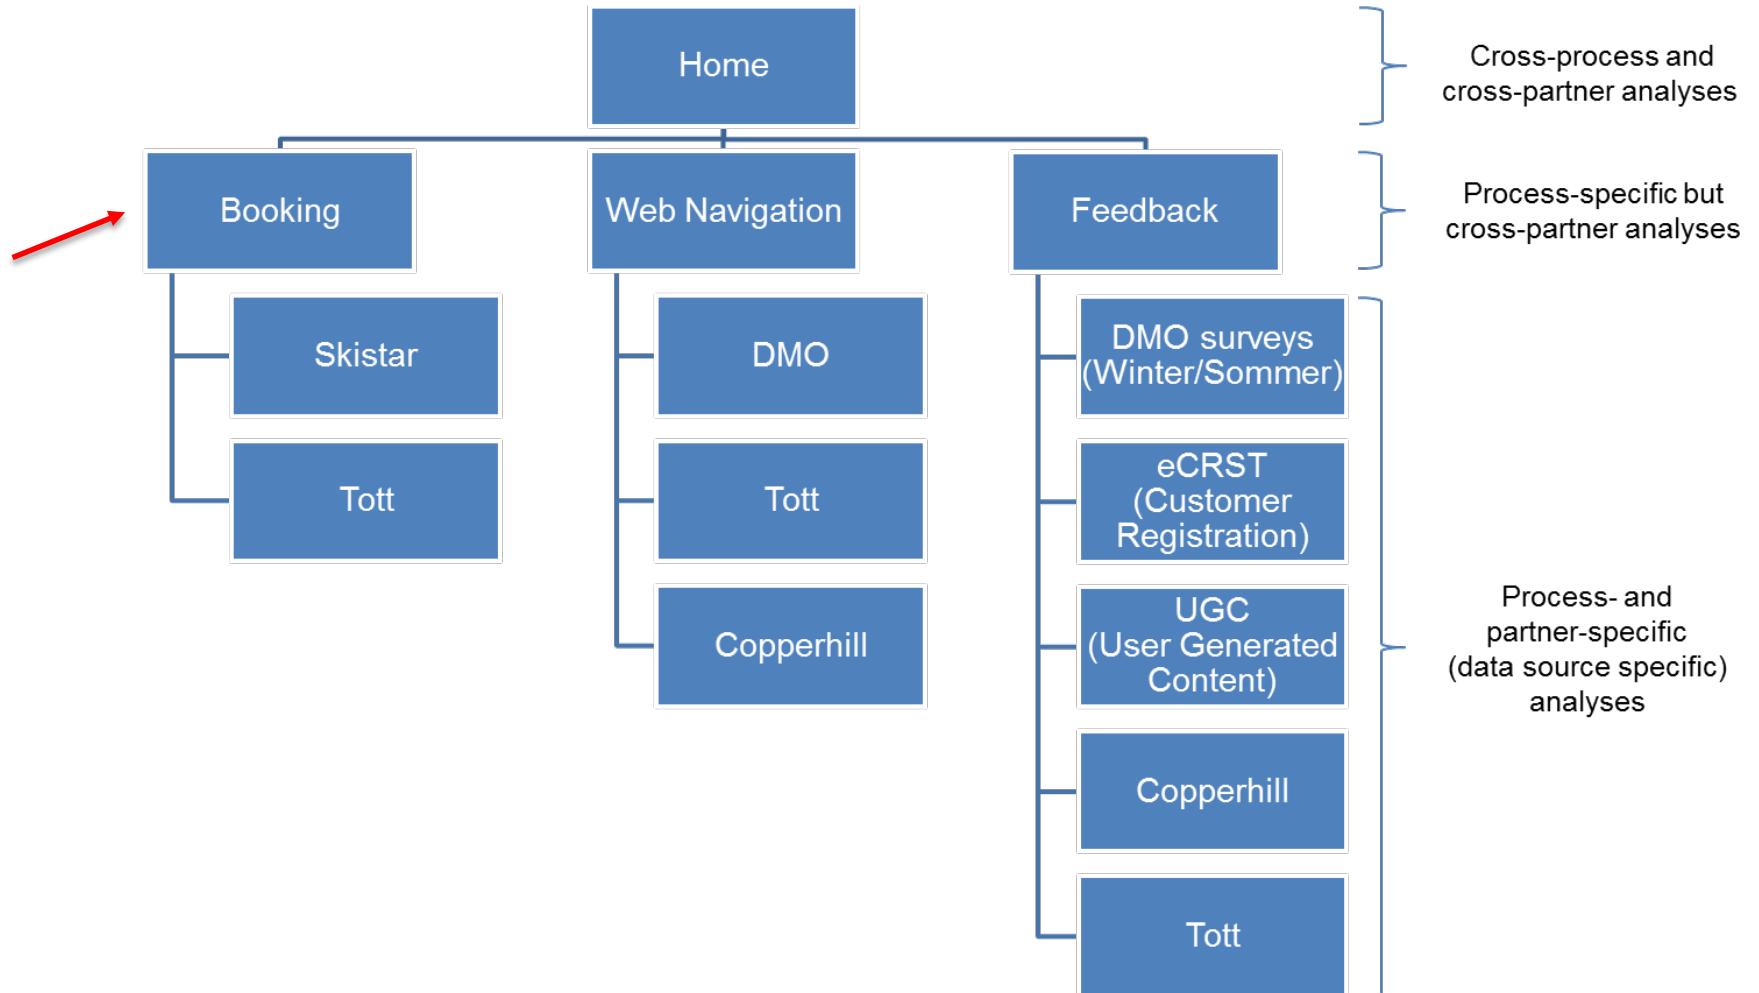 Home
Cross-process and
cross-partner analyses
Booking
Web Navigation
Feedback
Process-specific but
cross-partner analyses
Skistar
DMO
DMO surveys
(Winter/Sommer)
Tott
Tott
eCRST
(Customer
Registration)
Copperhill
UGC
(User Generated
Content)
Process- and
partner-specific
(data source specific)
analyses
Copperhill
Tott